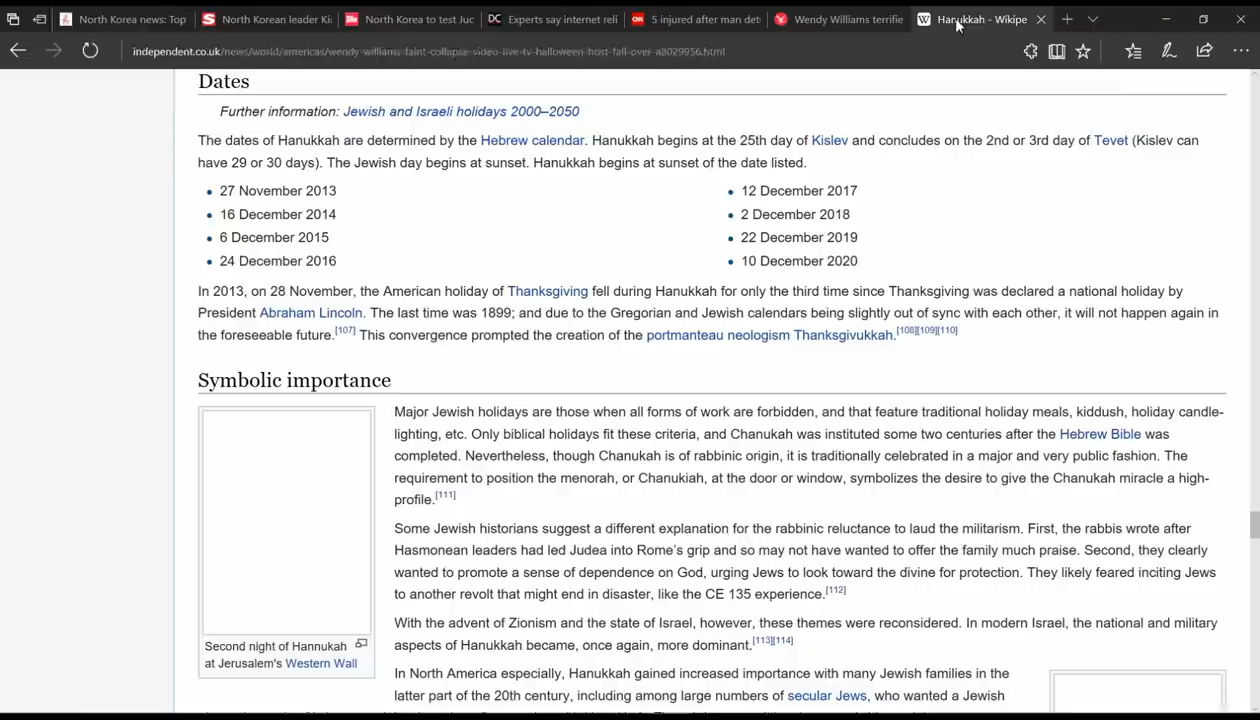 North Korea news: Top
North Korean leader Ki
North Korea to test Juc
Experts say internet reli
5 injured after man det
Wendy Williams terrifie
Hanukkah - Wikipe
independent.co.uk/news/world/americas/wendy-williams-faint-collapse-video-live-tv-halloween-host-fall-over-a8029956.html
Dates
Further information: Jewish and Israeli holidays 2000–2050
The dates of Hanukkah are determined by the Hebrew calendar. Hanukkah begins at the 25th day of Kislev and concludes on the 2nd or 3rd day of Tevet (Kislev can
have 29 or 30 days). The Jewish day begins at sunset. Hanukkah begins at sunset of the date listed.
• 27 November 2013
• 16 December 2014
• 6 December 2015
• 24 December 2016
• 12 December 2017
• 2 December 2018
• 22 December 2019
• 10 December 2020
In 2013, on 28 November, the American holiday of Thanksgiving fell during Hanukkah for only the third time since Thanksgiving was declared a national holiday by
President Abraham Lincoln. The last time was 1899; and due to the Gregorian and Jewish calendars being slightly out of sync with each other, it will not happen again in
the foreseeable future.[107] This convergence prompted the creation of the portmanteau neologism Thanksgivukkah.[108][109][110]
Symbolic importance
Major Jewish holidays are those when all forms of work are forbidden, and that feature traditional holiday meals, kiddush, holiday candle-
lighting, etc. Only biblical holidays fit these criteria, and Chanukah was instituted some two centuries after the Hebrew Bible was
completed. Nevertheless, though Chanukah is of rabbinic origin, it is traditionally celebrated in a major and very public fashion. The
requirement to position the menorah, or Chanukiah, at the door or window, symbolizes the desire to give the Chanukah miracle a high-
profile.[111]
Some Jewish historians suggest a different explanation for the rabbinic reluctance to laud the militarism. First, the rabbis wrote after
Hasmonean leaders had led Judea into Rome's grip and so may not have wanted to offer the family much praise. Second, they clearly
wanted to promote a sense of dependence on God, urging Jews to look toward the divine for protection. They likely feared inciting Jews
to another revolt that might end in disaster, like the CE 135 experience.[112]
With the advent of Zionism and the state of Israel, however, these themes were reconsidered. In modern Israel, the national and military
aspects of Hanukkah became, once again, more dominant.[113][114]
In North America especially, Hanukkah gained increased importance with many Jewish families in the
latter part of the 20th century, including among large numbers of secular Jews, who wanted a Jewish
Second night of Hannukah
at Jerusalem's Western Wall